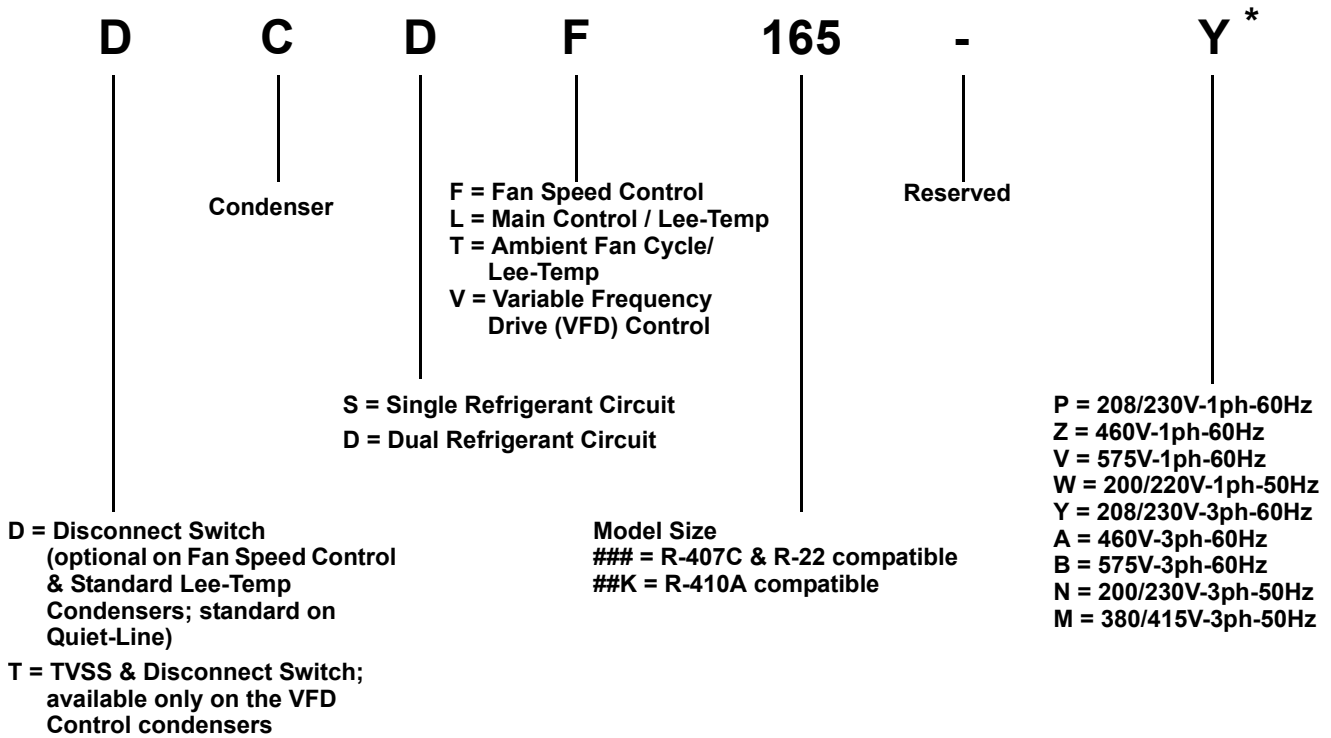 D C D F 165 - Y *
Condenser
F = Fan Speed Control
L = Main Control / Lee-Temp
T = Ambient Fan Cycle/
Lee-Temp
V = Variable Frequency
Drive (VFD) Control
Reserved
S = Single Refrigerant Circuit
D = Dual Refrigerant Circuit
D = Disconnect Switch
(optional on Fan Speed Control
& Standard Lee-Temp
Condensers; standard on
Quiet-Line)
T = TVSS & Disconnect Switch;
available only on the VFD
Control condensers
Model Size
### = R-407C & R-22 compatible
##K = R-410A compatible
P = 208/230V-1ph-60Hz
Z = 460V-1ph-60Hz
V = 575V-1ph-60Hz
W = 200/220V-1ph-50Hz
Y = 208/230V-3ph-60Hz
A = 460V-3ph-60Hz
B = 575V-3ph-60Hz
N = 200/230V-3ph-50Hz
M = 380/415V-3ph-50Hz